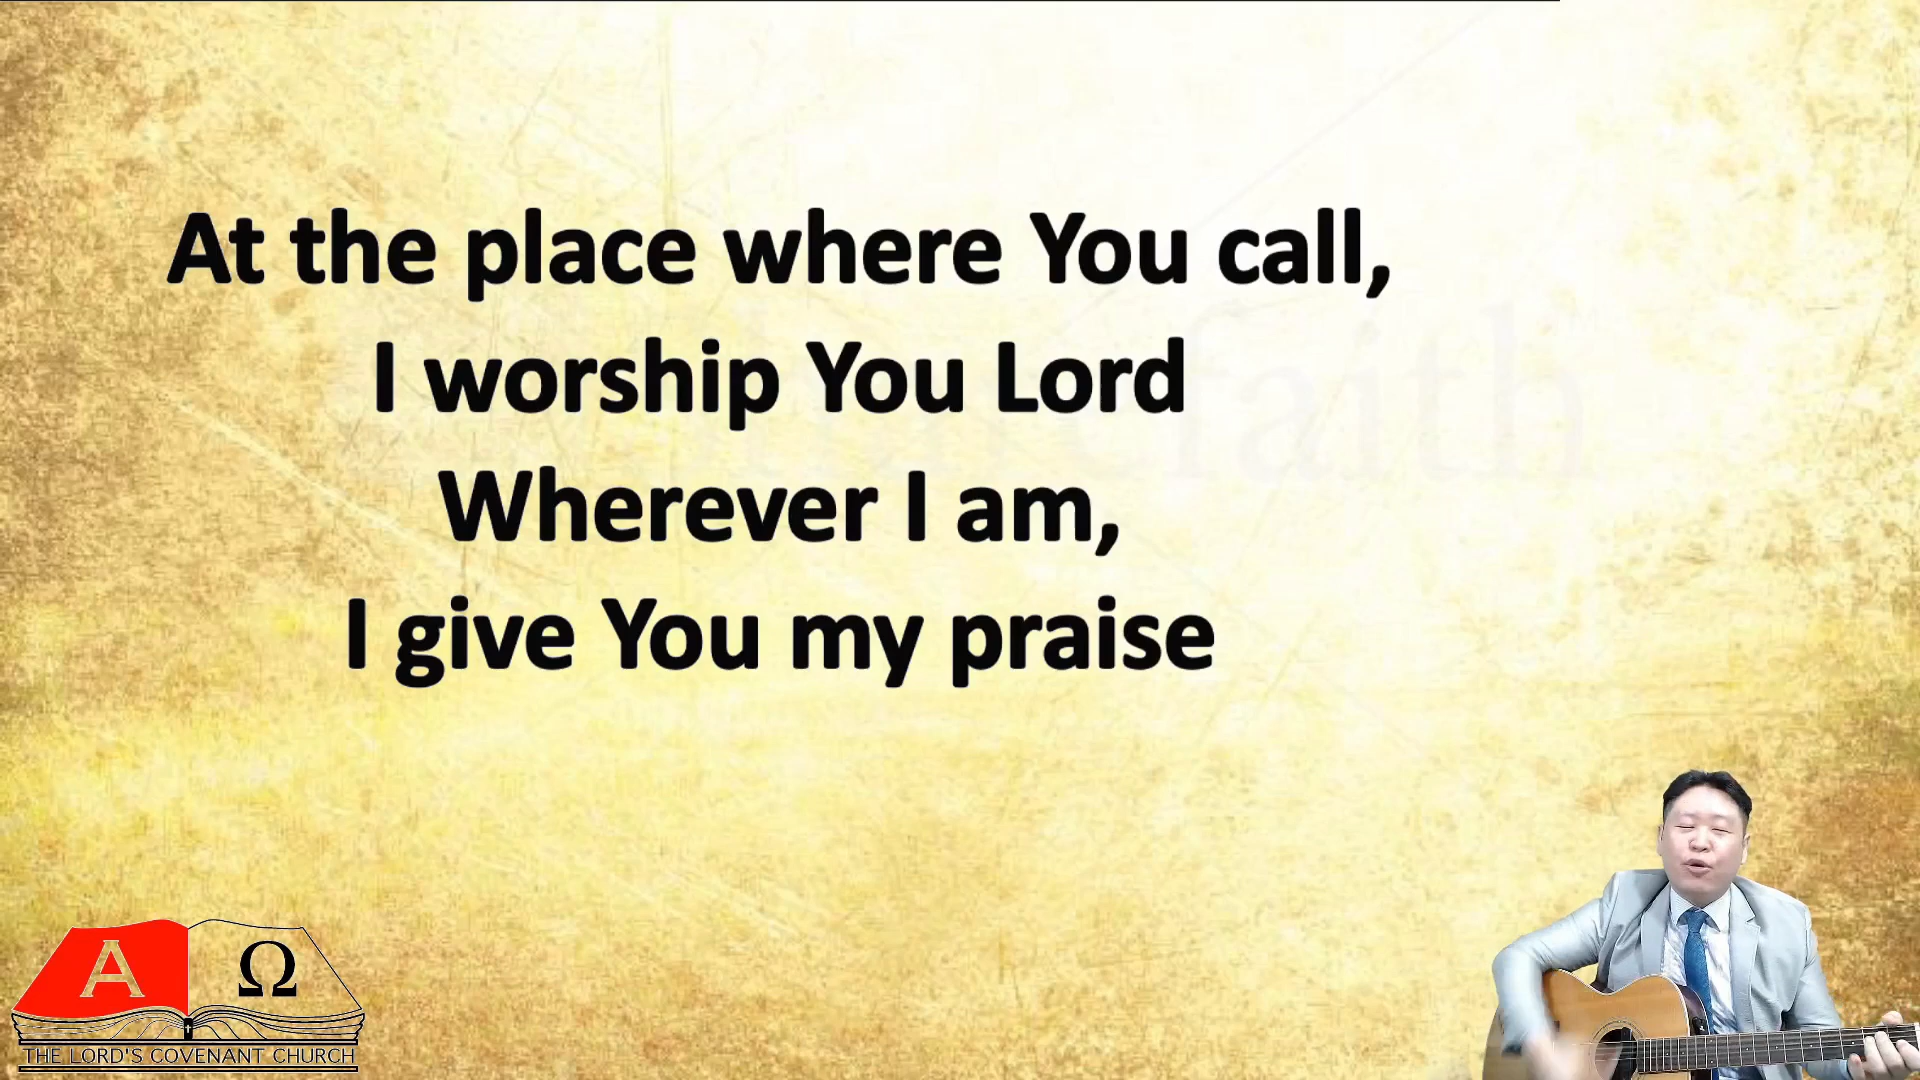 At the place where You call,
I worship You Lord
Wherever I am,
I give You my praise
faith
Α Ω
THE LORD'S COVENANT CHURCH